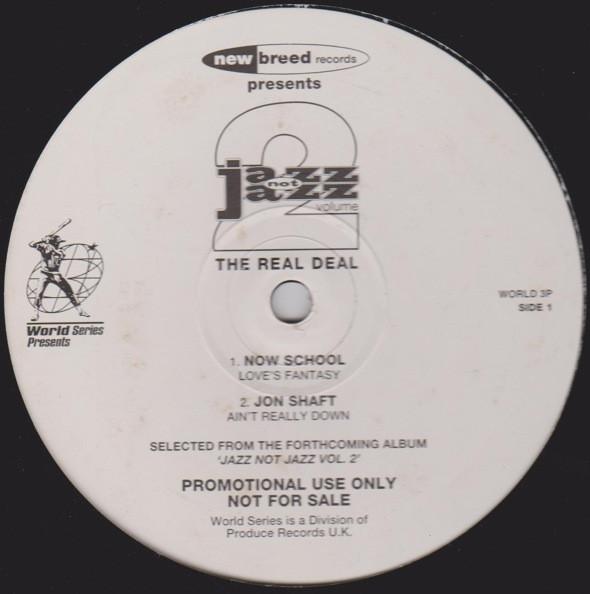 new breed records
presents
2
jazz
not
jazz
volume
THE REAL DEAL
World Series
Presents
WORLD 3P
SIDE 1
1. NOW SCHOOL
LOVE'S FANTASY
2. JON SHAFT
AIN'T REALLY DOWN
SELECTED FROM THE FORTHCOMING ALBUM
'JAZZ NOT JAZZ VOL. 2'
PROMOTIONAL USE ONLY
NOT FOR SALE
World Series is a Division of
Produce Records U.K.